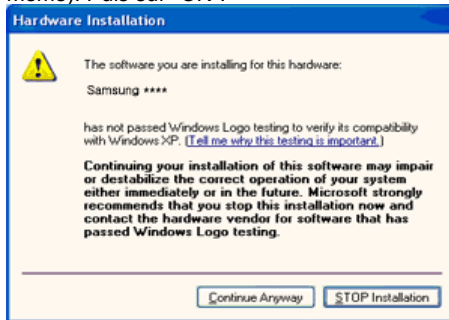 Hardware Installation
The software you are installing for this hardware:
Samsung ****
has not passed Windows Logo testing to verify its compatibility
with Windows XP. (Tell me why this testing is important.)
Continuing your installation of this software may impair
or destabilize the correct operation of your system
either immediately or in the future. Microsoft strongly
recommends that you stop this installation now and
contact the hardware vendor for software that has
passed Windows Logo testing.
Continue Anyway STOP Installation